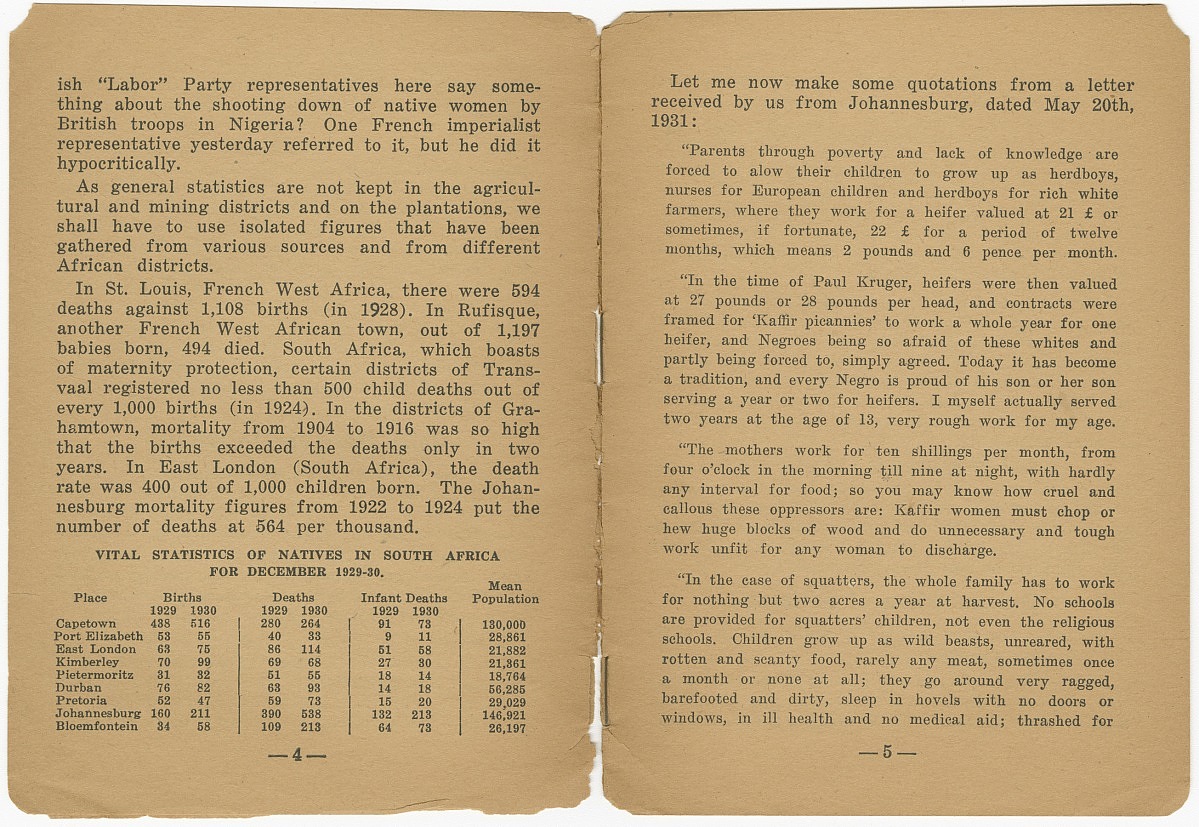 ish “Labor” Party representatives here say some-
thing about the shooting down of native women by
British troops in Nigeria? One French imperialist
representative yesterday referred to it, but he did it
hypocritically.
As general statistics are not kept in the agricul-
tural and mining districts and on the plantations, we
shall have to use isolated figures that have been
gathered from various sources and from different
African districts.
In St. Louis, French West Africa, there were 594
deaths against 1,108 births (in 1928). In Rufisque,
another French West African town, out of 1,197
babies born, 494 died. South Africa, which boasts
of maternity protection, certain districts of Trans-
vaal registered no less than 500 child deaths out of
every 1,000 births (in 1924). In the districts of Gra-
hamtown, mortality from 1904 to 1916 was so high
that the births exceeded the deaths only in two
years. In East London (South Africa), the death
rate was 400 out of 1,000 children born. The Johan-
nesburg mortality figures from 1922 to 1924 put the
number of deaths at 564 per thousand.
VITAL STATISTICS OF NATIVES IN SOUTH AFRICA
FOR DECEMBER 1929-30.
Place Births Deaths Infant Deaths Mean Population
1929 1930 1929 1930 1929 1930
Capetown 438 516 280 264 91 73 130,000
Port Elizabeth 53 55 40 33 9 11 28,861
East London 63 75 86 114 51 58 21,882
Kimberley 70 99 69 68 27 30 21,361
Pietermoritz 31 32 51 55 18 14 18,764
Durban 76 82 63 93 14 18 56,285
Pretoria 52 47 59 73 15 20 29,029
Johannesburg 160 211 390 538 132 213 146,921
Bloemfontein 34 58 109 213 64 73 26,197
—4—
Let me now make some quotations from a letter
received by us from Johannesburg, dated May 20th,
1931:
“Parents through poverty and lack of knowledge are
forced to alow their children to grow up as herdboys,
nurses for European children and herdboys for rich white
farmers, where they work for a heifer valued at 21 £ or
sometimes, if fortunate, 22 £ for a period of twelve
months, which means 2 pounds and 6 pence per month.
“In the time of Paul Kruger, heifers were then valued
at 27 pounds or 28 pounds per head, and contracts were
framed for ‘Kaffir picannies’ to work a whole year for one
heifer, and Negroes being so afraid of these whites and
partly being forced to, simply agreed. Today it has become
a tradition, and every Negro is proud of his son or her son
serving a year or two for heifers. I myself actually served
two years at the age of 13, very rough work for my age.
“The mothers work for ten shillings per month, from
four o’clock in the morning till nine at night, with hardly
any interval for food; so you may know how cruel and
callous these oppressors are: Kaffir women must chop or
hew huge blocks of wood and do unnecessary and tough
work unfit for any woman to discharge.
“In the case of squatters, the whole family has to work
for nothing but two acres a year at harvest. No schools
are provided for squatters’ children, not even the religious
schools. Children grow up as wild beasts, unreared, with
rotten and scanty food, rarely any meat, sometimes once
a month or none at all; they go around very ragged,
barefooted and dirty, sleep in hovels with no doors or
windows, in ill health and no medical aid; thrashed for
—5—